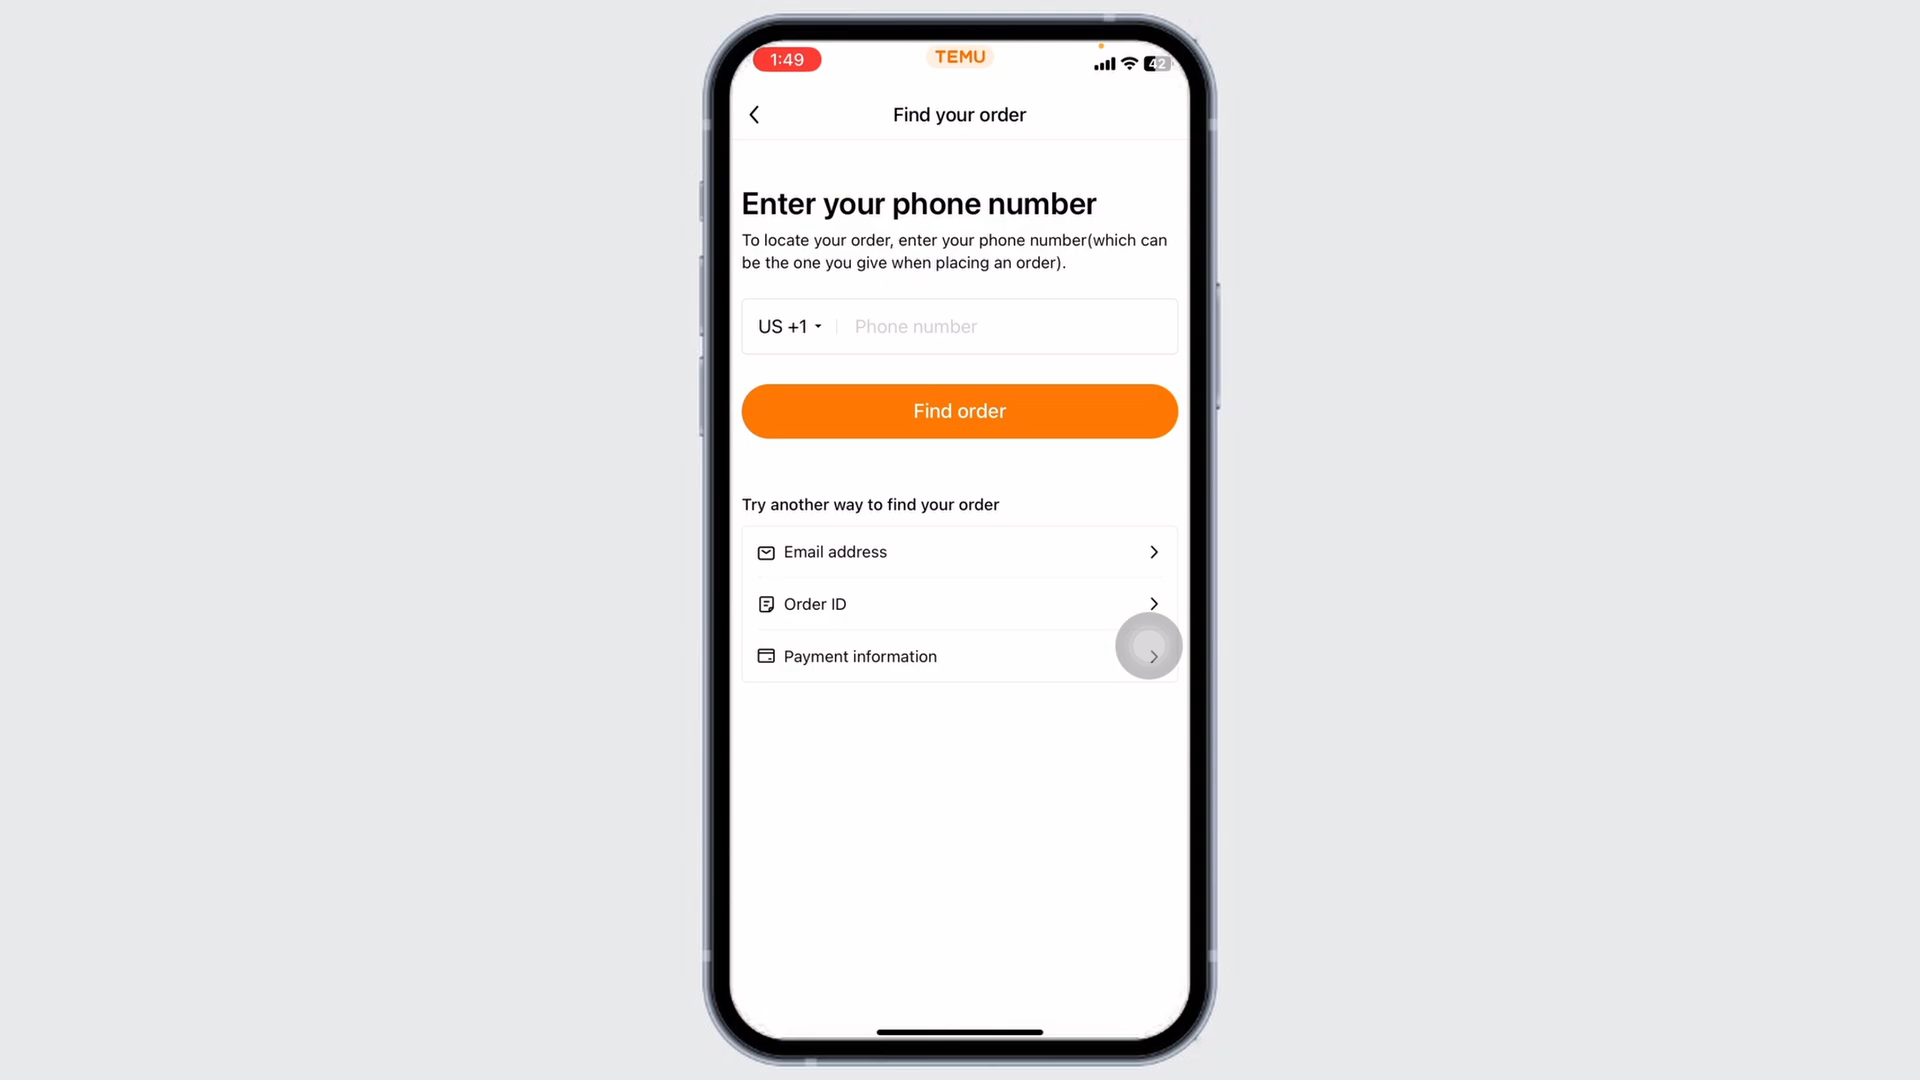 1:49
TEMU
42
Find your order
Enter your phone number
To locate your order, enter your phone number(which can
be the one you give when placing an order).
US +1
Phone number
Find order
Try another way to find your order
Email address
Order ID
Payment information